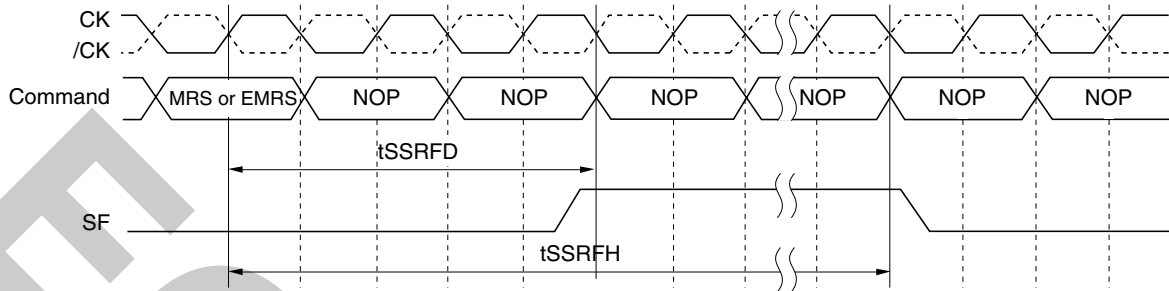 CK
/CK
Command MRS or EMRS NOP NOP NOP NOP NOP NOP
tSSRFD
SF
tSSRFH